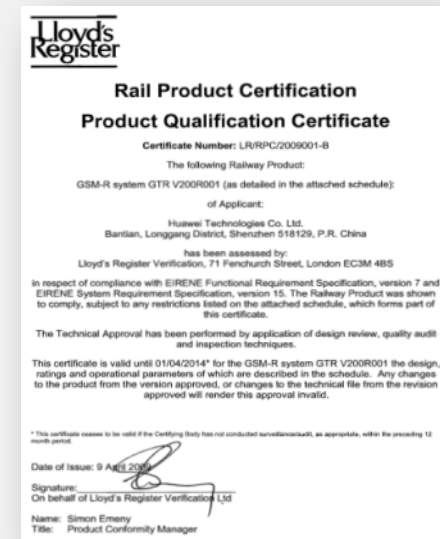 Lloyd's
Register
Rail Product Certification
Product Qualification Certificate
Certificate Number: LR/RPC/2009001-B
The following Railway Product:
GSM-R system GTR V200R001 (as detailed in the attached schedule):
of Applicant:
Huawei Technologies Co. Ltd.
Bantian, Longgang District, Shenzhen 518129, P.R. China
has been assessed by:
Lloyd's Register Verification, 71 Fenchurch Street, London EC3M 4BS
in respect of compliance with EIRENE Functional Requirement Specification, version 7 and
EIRENE System Requirement Specification, version 15. The Railway Product was shown
to comply, subject to any restrictions listed on the attached schedule, which forms part of
this certificate.
The Technical Approval has been performed by application of design review, quality audit
and inspection techniques.
This certificate is valid until 01/04/2014* for the GSM-R system GTR V200R001 the design,
ratings and operational parameters of which are described in the schedule. Any changes
to the product from the version approved, or changes to the technical file from the revision
approved will render this approval invalid.
* This certificate ceases to be valid if the Certifying Body has not conducted surveillance/audit, as appropriate, within the preceding 12
month period.
Date of Issue: 9 April 2009
Signature:
On behalf of Lloyd's Register Verification Ltd
Name: Simon Emeny
Title: Product Conformity Manager